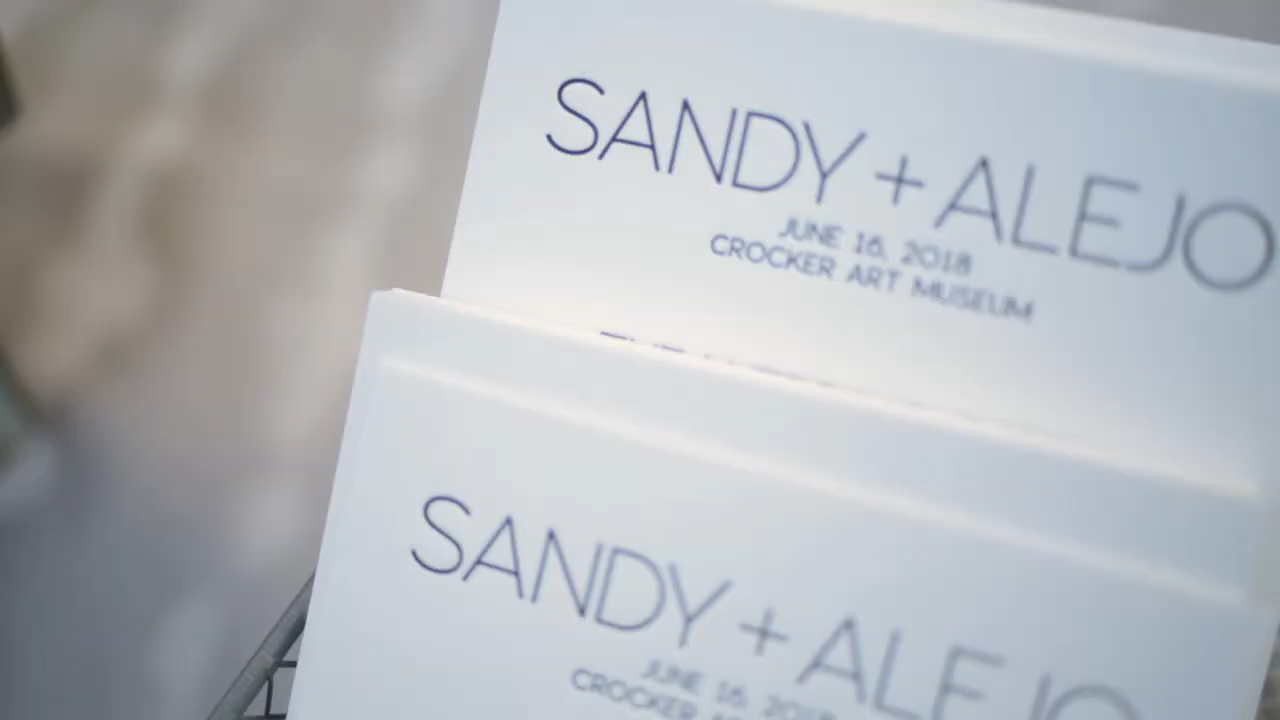 SANDY + ALEJO
JUNE 16, 2018
CROCKER ART MUSEUM
SANDY + ALEJO
JUNE 16, 2018
CROCKER